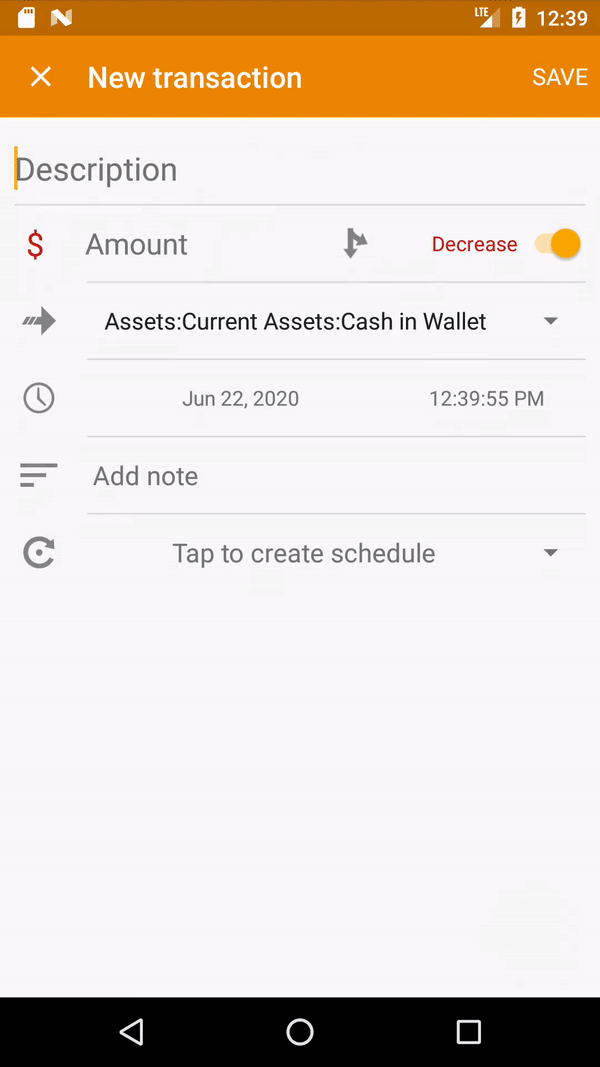 LTE 12:39
New transaction SAVE
Description
$ Amount Decrease
Assets:Current Assets:Cash in Wallet
Jun 22, 2020 12:39:55 PM
Add note
Tap to create schedule